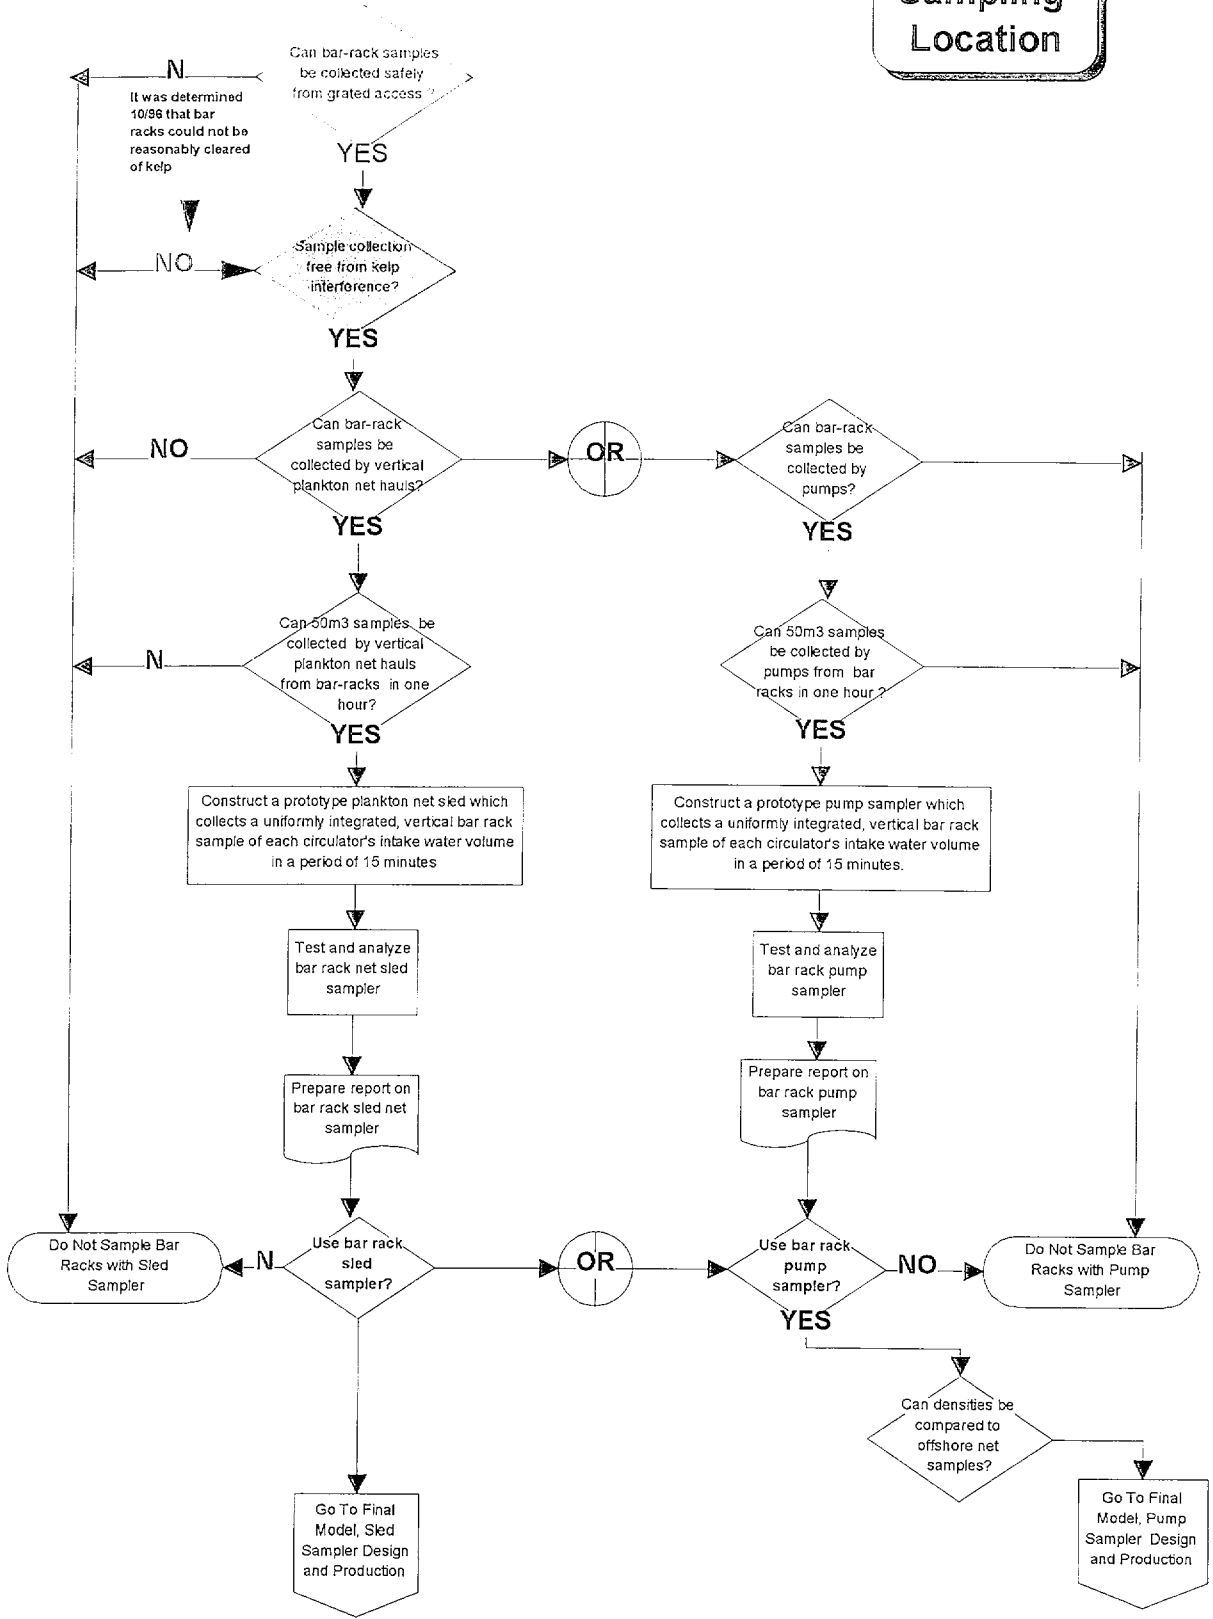 Sampling
Location
Can bar-rack samples
be collected safely
from grated access ?
N
It was determined
10/96 that bar
racks could not be
reasonably cleared
of kelp
YES
NO
Sample collection
free from kelp
interference?
YES
NO
Can bar-rack
samples be
collected by vertical
plankton net hauls?
OR
Can bar-rack
samples be
collected by
pumps?
YES
YES
N
Can 50m3 samples be
collected by vertical
plankton net hauls
from bar-racks in one
hour?
Can 50m3 samples
be collected by
pumps from bar
racks in one hour ?
YES
YES
Construct a prototype plankton net sled which
collects a uniformly integrated, vertical bar rack
sample of each circulator's intake water volume
in a period of 15 minutes
Construct a prototype pump sampler which
collects a uniformly integrated, vertical bar rack
sample of each circulator's intake water volume
in a period of 15 minutes.
Test and analyze
bar rack net sled
sampler
Test and analyze
bar rack pump
sampler
Prepare report on
bar rack sled net
sampler
Prepare report on
bar rack pump
sampler
Do Not Sample Bar
Racks with Sled
Sampler
N
Use bar rack
sled
sampler?
OR
Use bar rack
pump
sampler?
NO
Do Not Sample Bar
Racks with Pump
Sampler
YES
Can densities be
compared to
offshore net
samples?
Go To Final
Model, Sled
Sampler Design
and Production
Go To Final
Model, Pump
Sampler Design
and Production